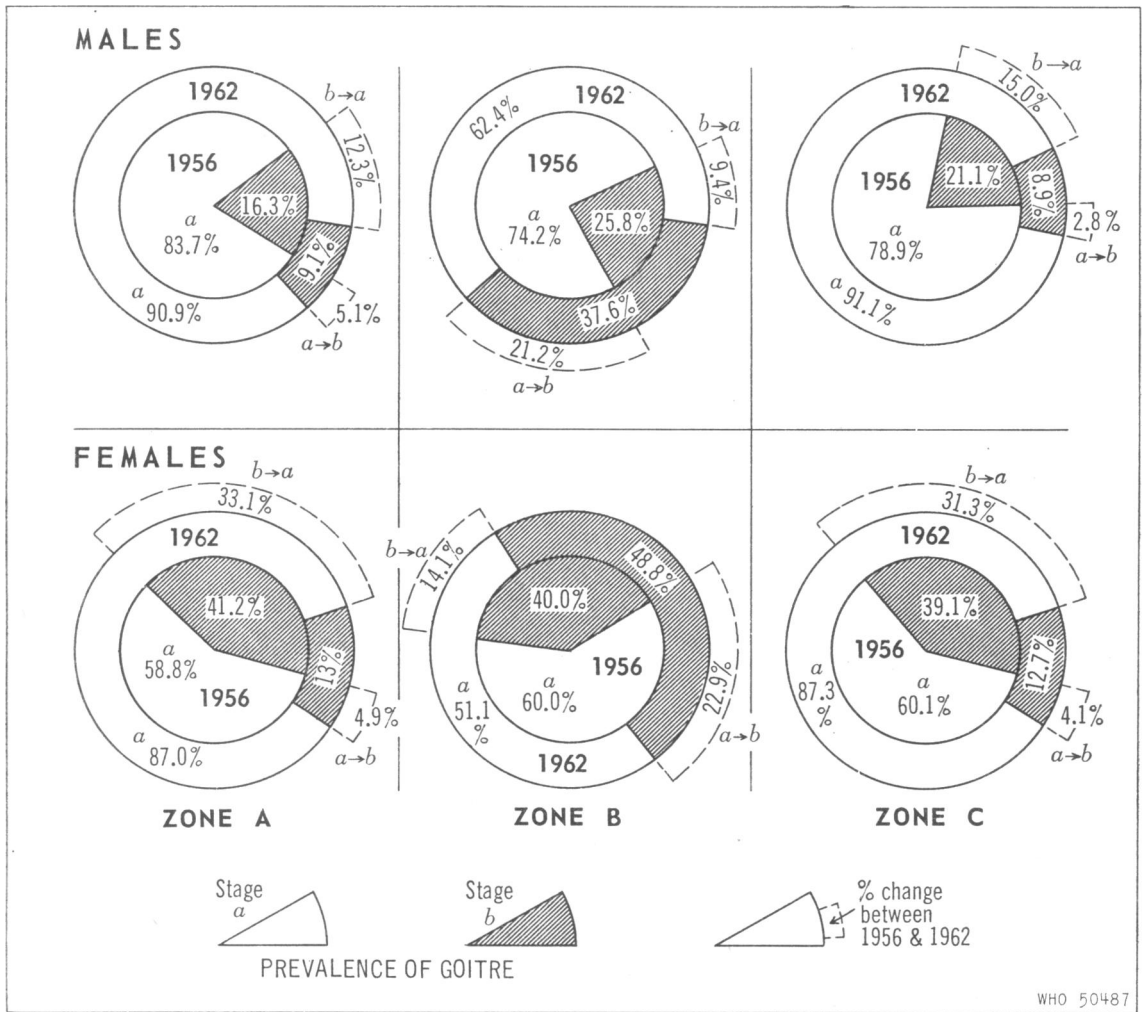 MALES
1962
b→a
12.3%
1956
16.3%
a
83.7%
9.1%
a
90.9%
5.1%
a→b
1962
62.4%
b→a
9.4%
1956
25.8%
a
74.2%
37.6%
21.2%
a→b
b→a
15.0%
1962
1956
21.1%
8.9%
2.8%
a→b
a
78.9%
a 91.1%
FEMALES
b→a
33.1%
1962
41.2%
a
58.8%
1956
13%
4.9%
a→b
a
87.0%
ZONE A
b→a
14.1%
48.8%
40.0%
1956
a
60.0%
a
51.1
%
22.9%
a→b
1962
ZONE B
b→a
31.3%
1962
39.1%
1956
a
60.1%
12.7%
4.1%
a→b
a
87.3
%
ZONE C
Stage
a
Stage
b
% change
between
1956 & 1962
PREVALENCE OF GOITRE
WHO 50487